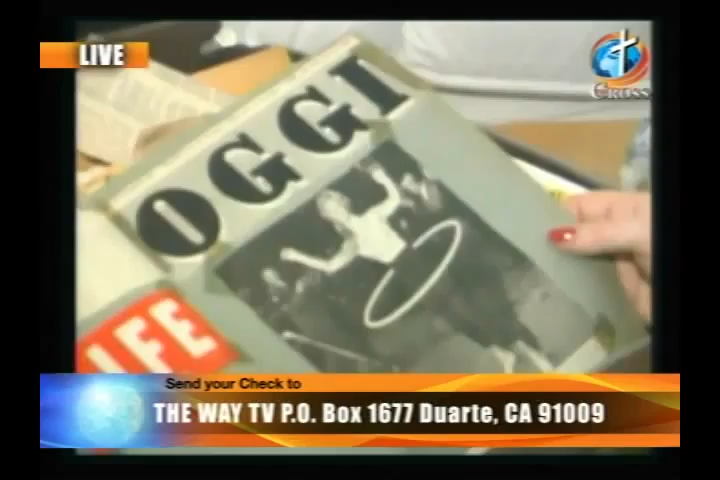 LIVE
CROSS
OGGI
LIFE
Send your Check to
THE WAY TV P.O. Box 1677 Duarte, CA 91009